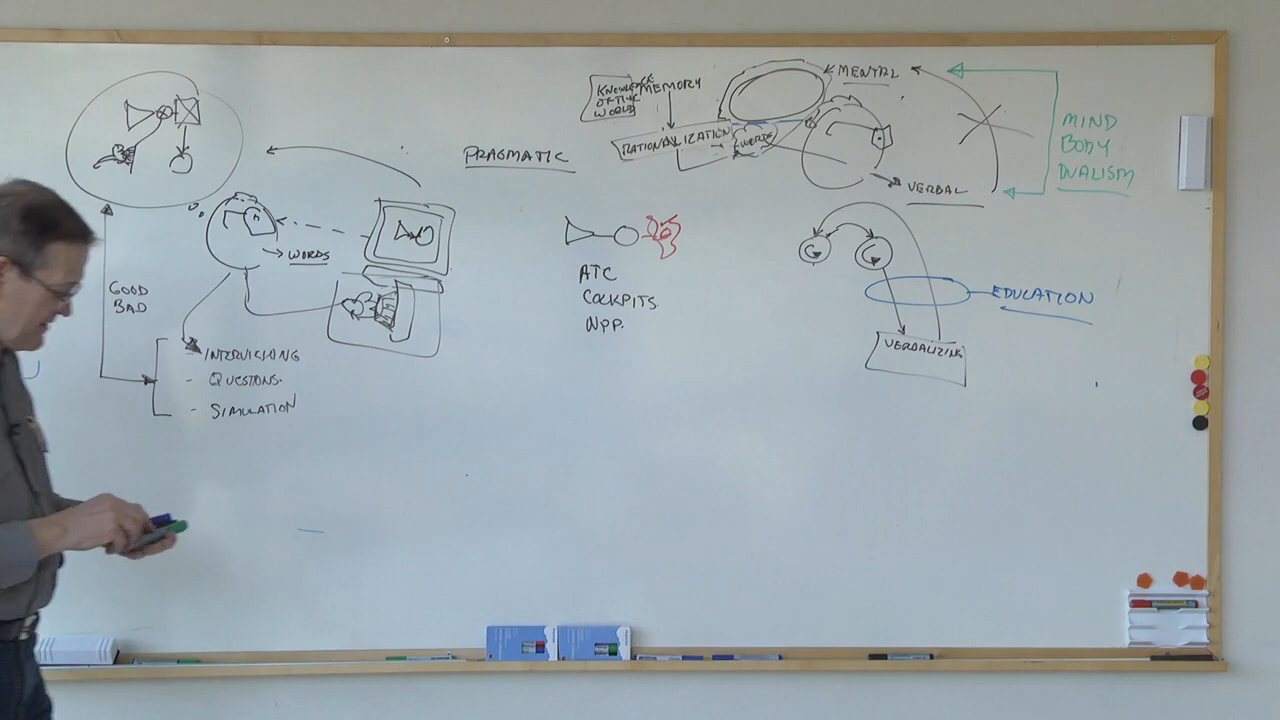 GOOD
BAD
WORDS
- INTERVIEWING
- QUESTIONS.
- SIMULATION
PRAGMATIC
ATC
COCKPITS
NPP.
KNOWLEDGE
OF THE
WORLD
MEMORY
RATIONALIZATION
WORDS
MENTAL
VERBAL
MIND
BODY
DUALISM
EDUCATION
VERBALIZING